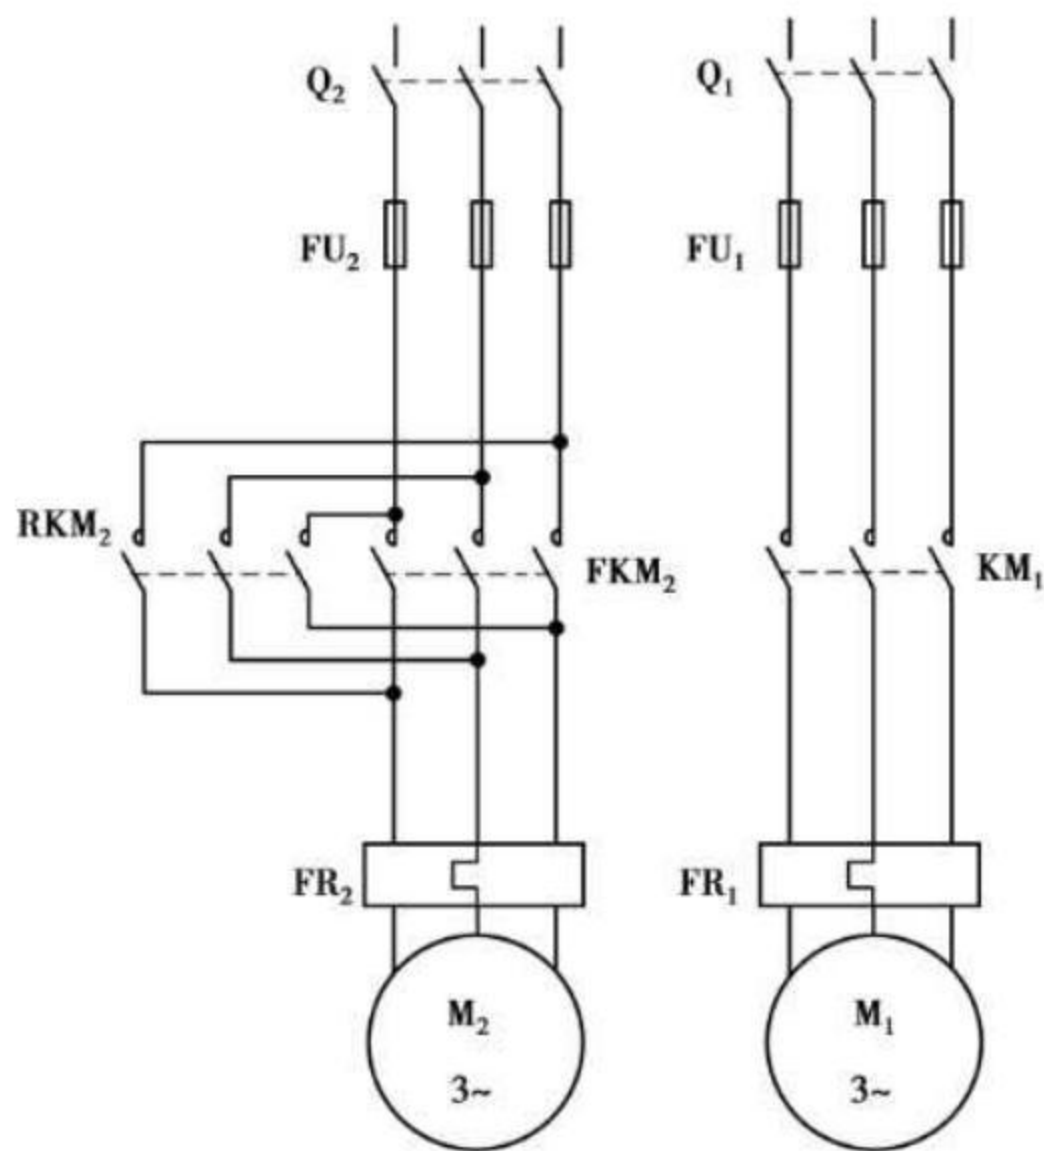 Q₂
Q₁
FU₂
FU₁
RKM₂
FKM₂
KM₁
FR₂
FR₁
M₂
3~
M₁
3~